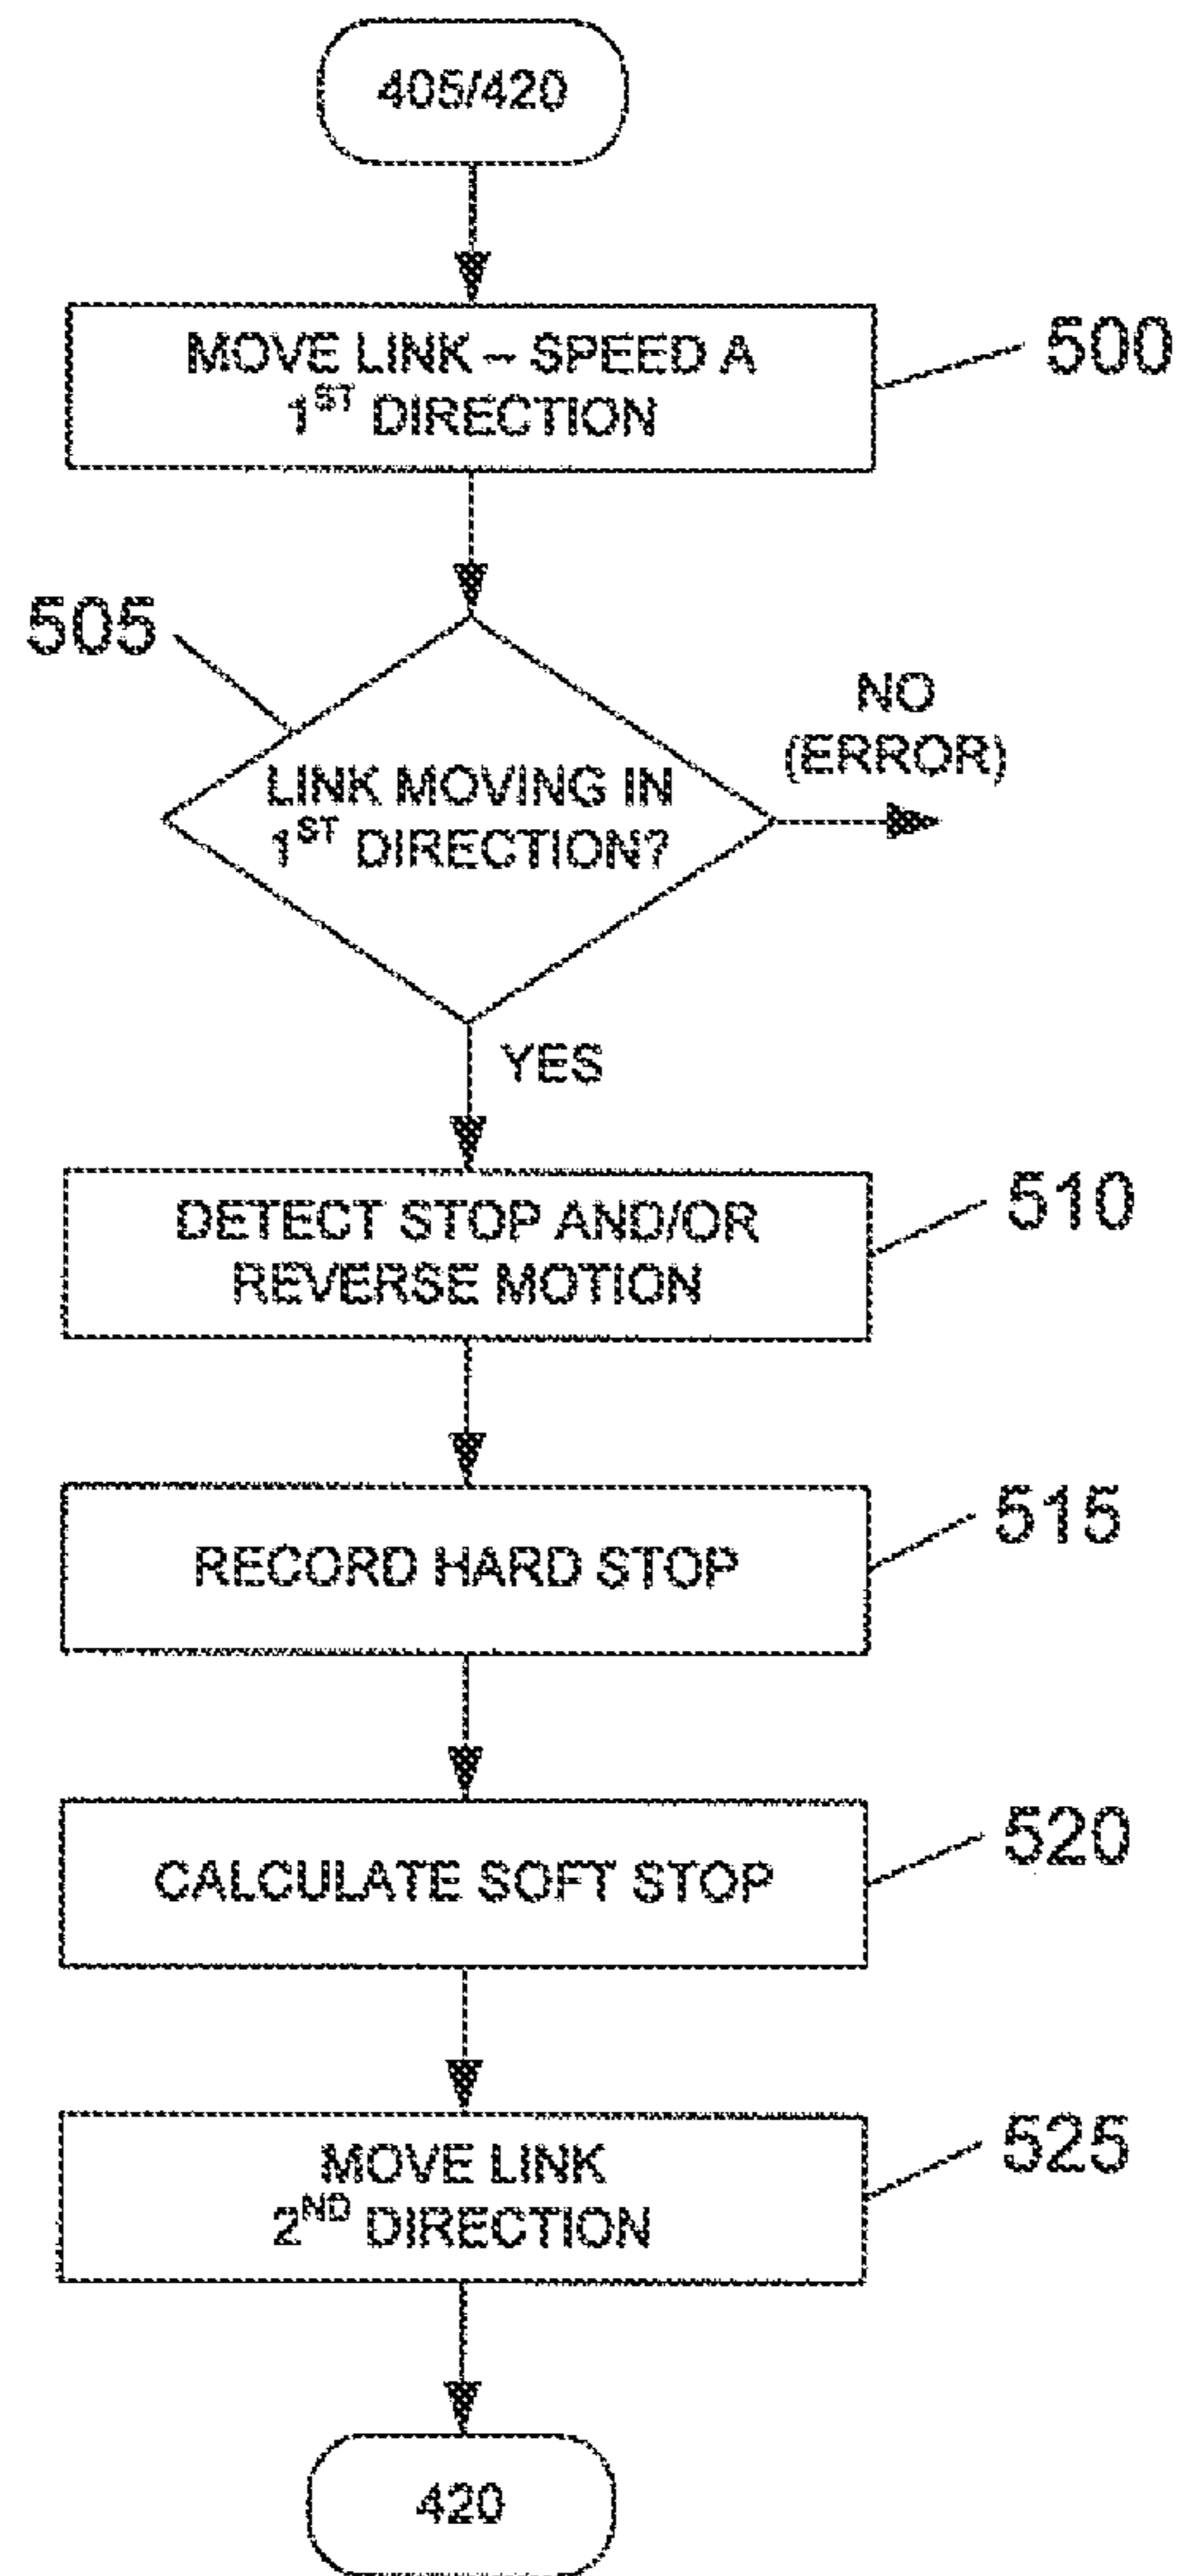 405/420
MOVE LINK – SPEED A
1ST DIRECTION
500
505
LINK MOVING IN
1ST DIRECTION?
NO
(ERROR)
YES
DETECT STOP AND/OR
REVERSE MOTION
510
RECORD HARD STOP
515
CALCULATE SOFT STOP
520
MOVE LINK
2ND DIRECTION
525
420